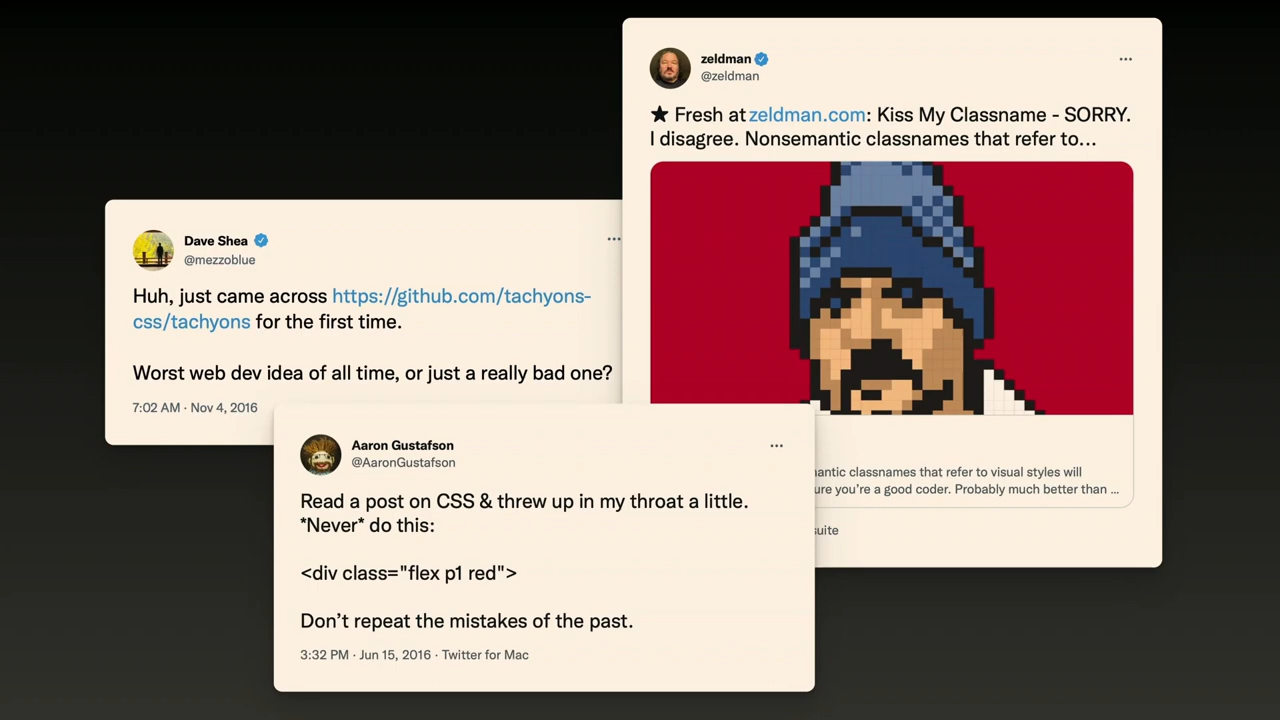 zeldman
@zeldman
★ Fresh at zeldman.com: Kiss My Classname - SORRY.
I disagree. Nonsemantic classnames that refer to...
classnames that refer to visual styles will
you're a good coder. Probably much better than ...
Dave Shea
@mezzoblue
Huh, just came across https://github.com/tachyons-
css/tachyons for the first time.
Worst web dev idea of all time, or just a really bad one?
7:02 AM · Nov 4, 2016
Aaron Gustafson
@AaronGustafson
Read a post on CSS & threw up in my throat a little.
*Never* do this:
<div class="flex p1 red">
Don't repeat the mistakes of the past.
3:32 PM · Jun 15, 2016 · Twitter for Mac